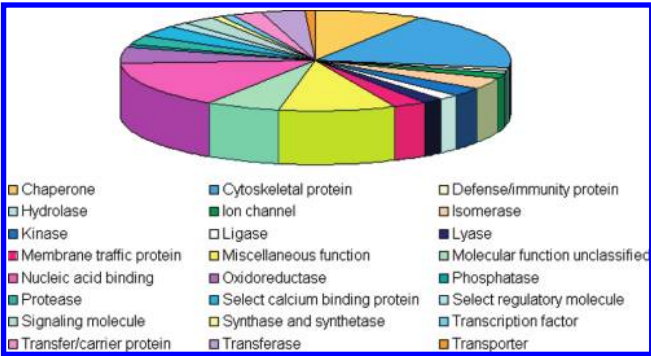 Chaperone Cytoskeletal protein Defense/immunity protein
Hydrolase Ion channel Isomerase
Kinase Ligase Lyase
Membrane traffic protein Miscellaneous function Molecular function unclassified
Nucleic acid binding Oxidoreductase Phosphatase
Protease Select calcium binding protein Select regulatory molecule
Signaling molecule Synthase and synthetase Transcription factor
Transfer/carrier protein Transferase Transporter